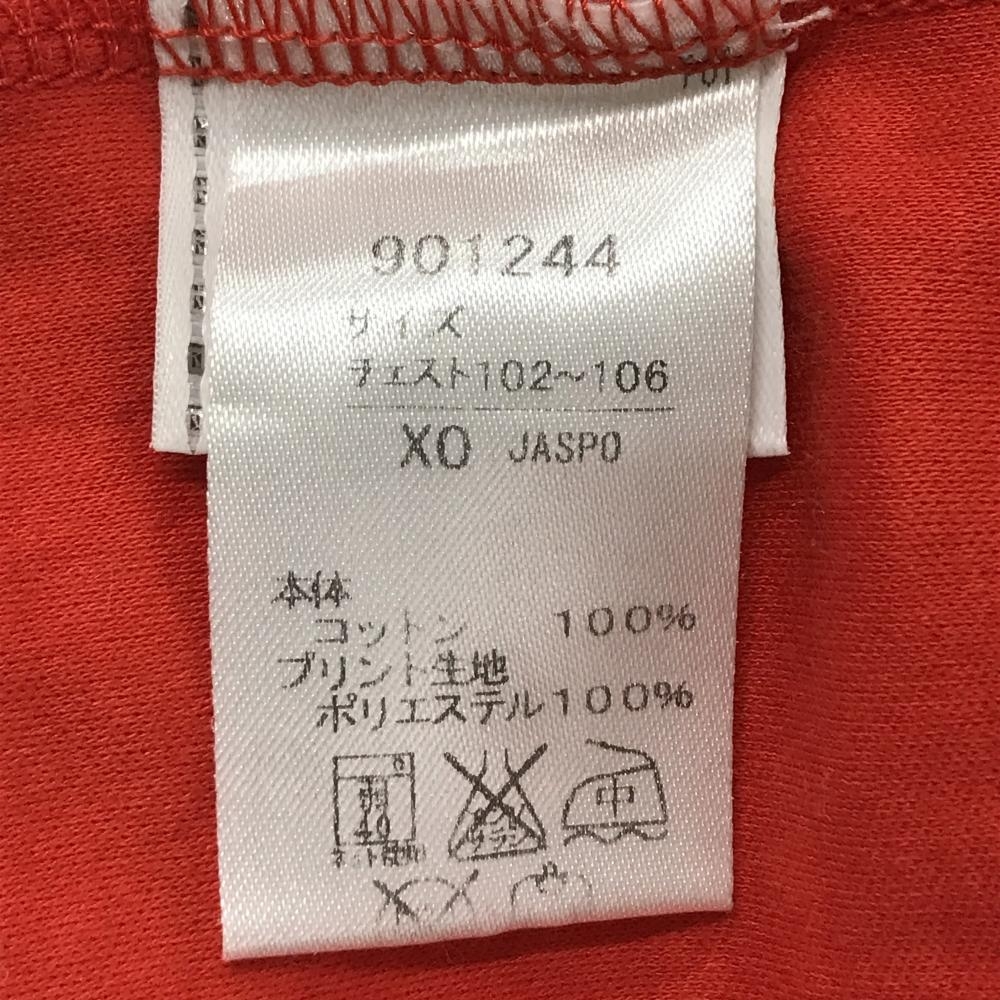 901244
サイズ
チェスト102～106
XO JASPO
本体
コットン 100%
プリント生地
ポリエステル100%
中